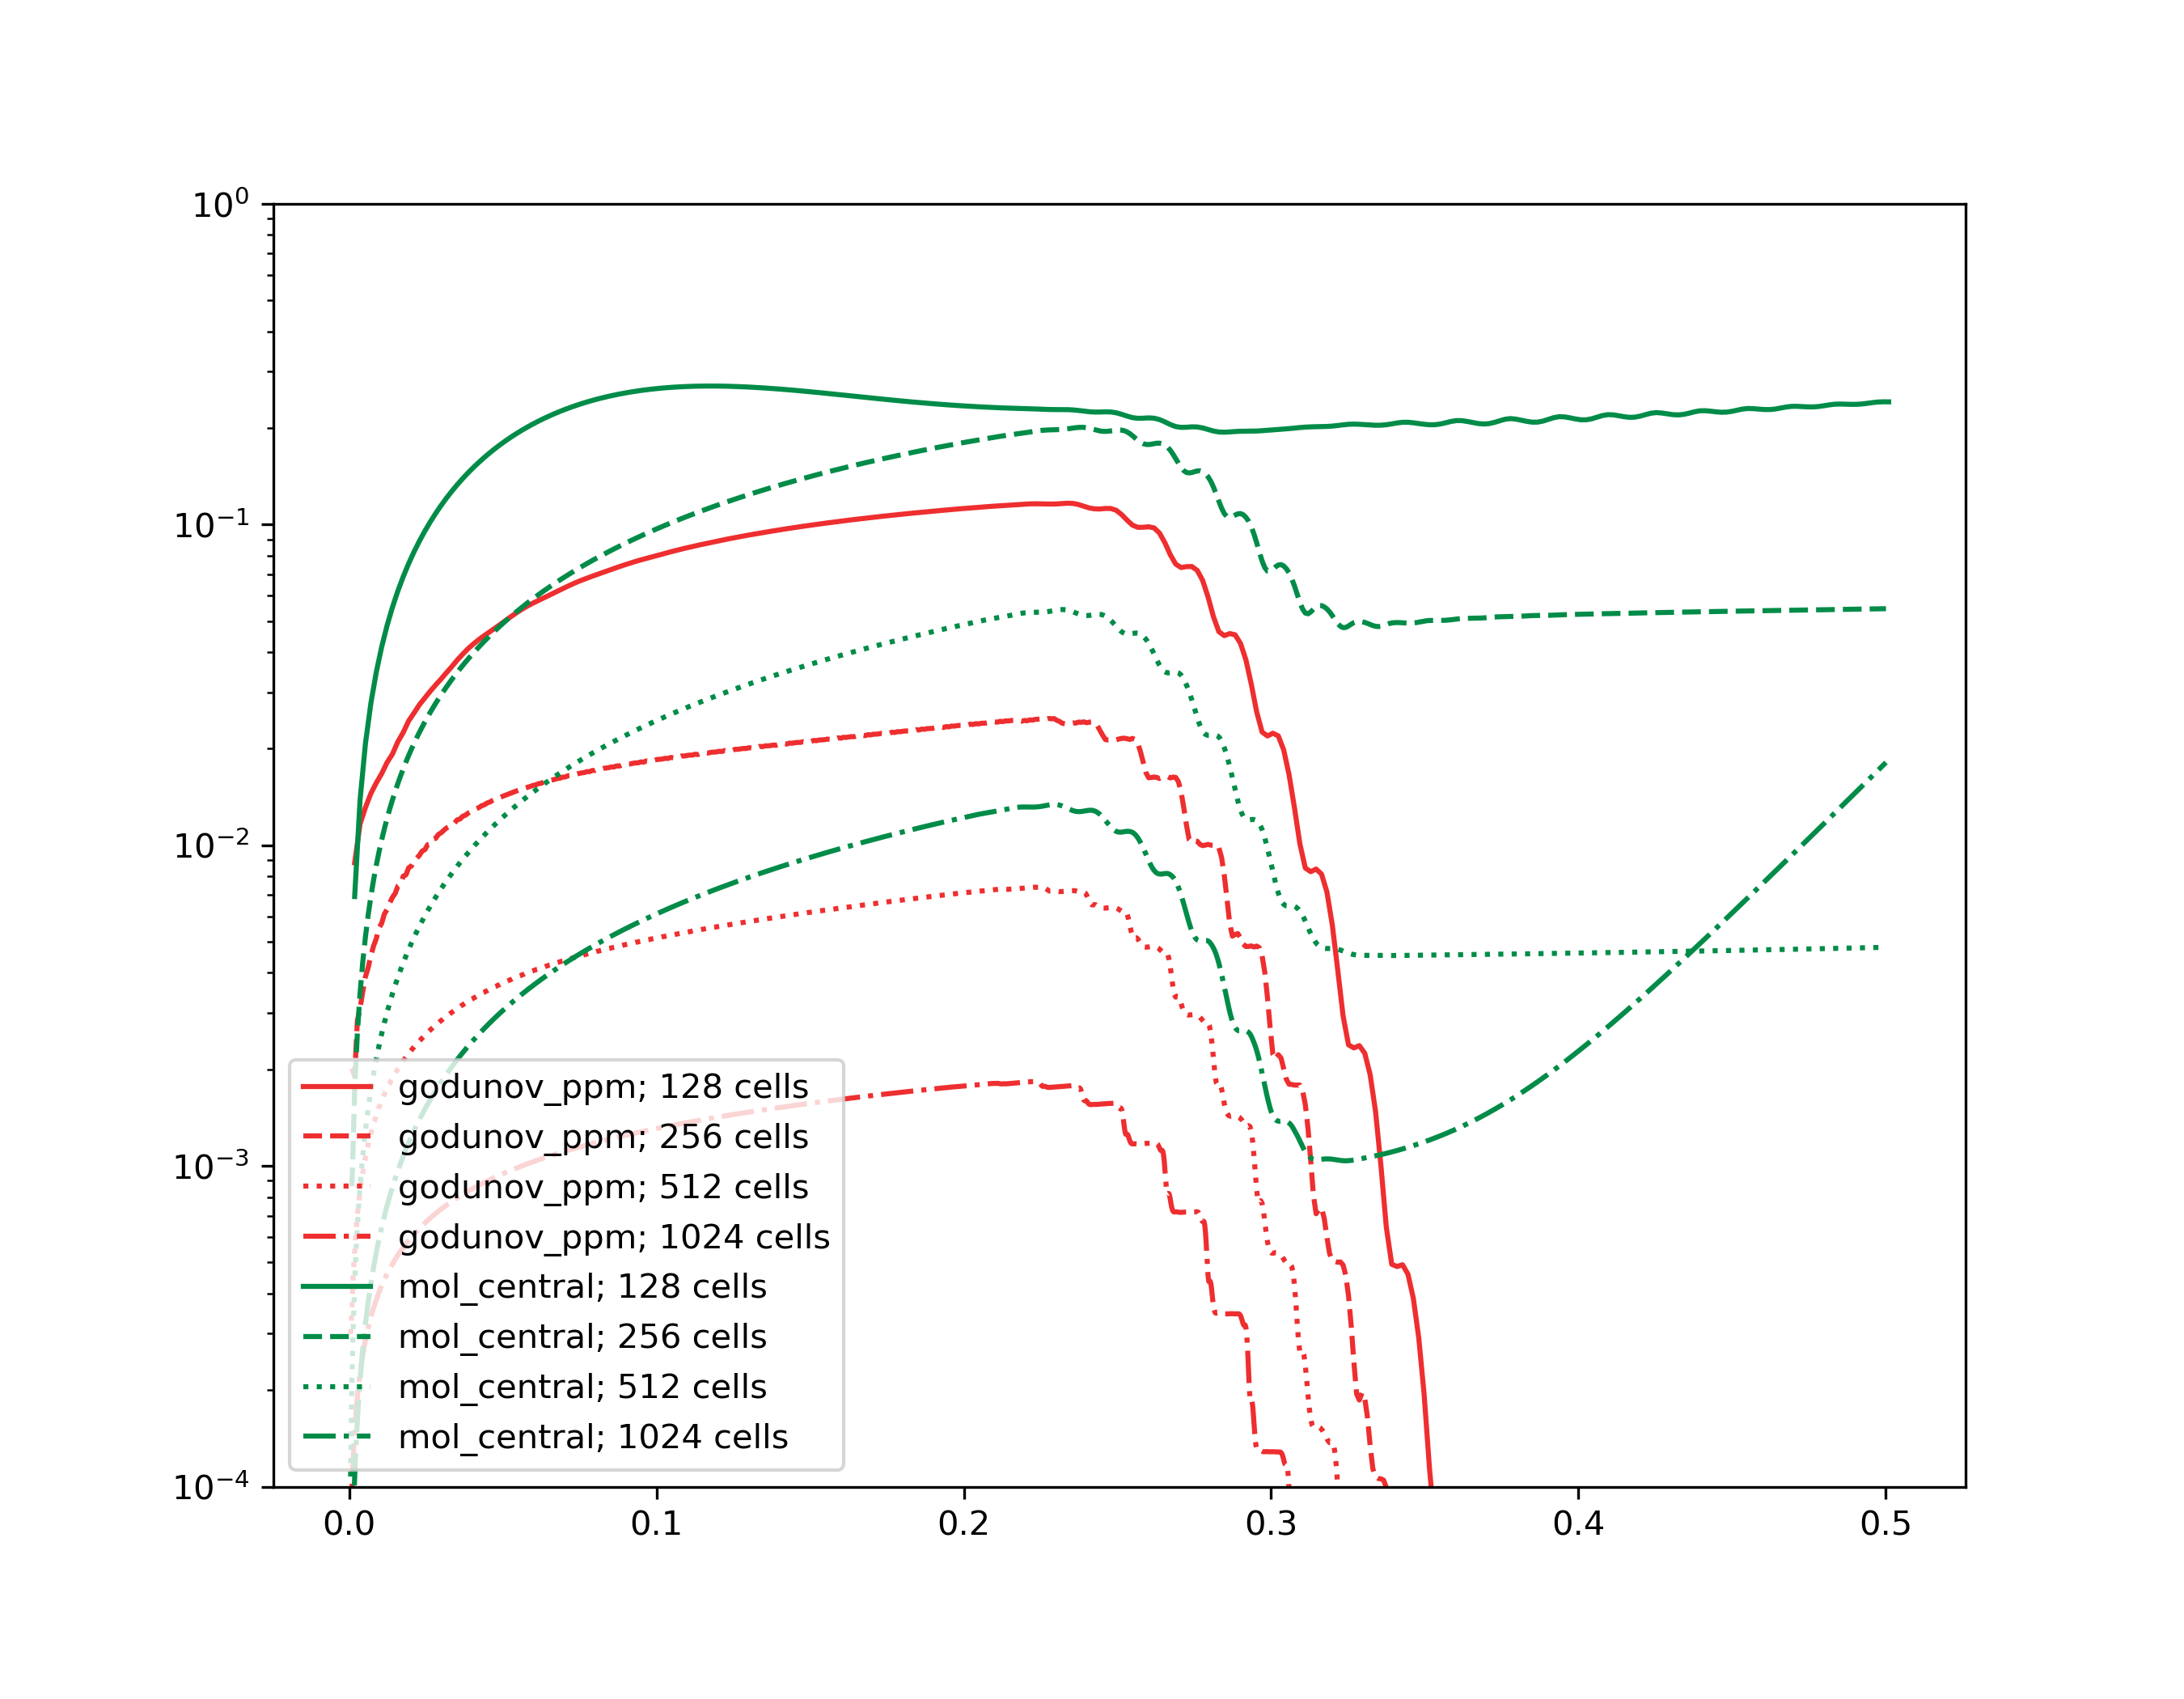 10⁰
10⁻¹
10⁻²
10⁻³
10⁻⁴
godunov_ppm; 128 cells
godunov_ppm; 256 cells
godunov_ppm; 512 cells
godunov_ppm; 1024 cells
mol_central; 128 cells
mol_central; 256 cells
mol_central; 512 cells
mol_central; 1024 cells
0.0 0.1 0.2 0.3 0.4 0.5